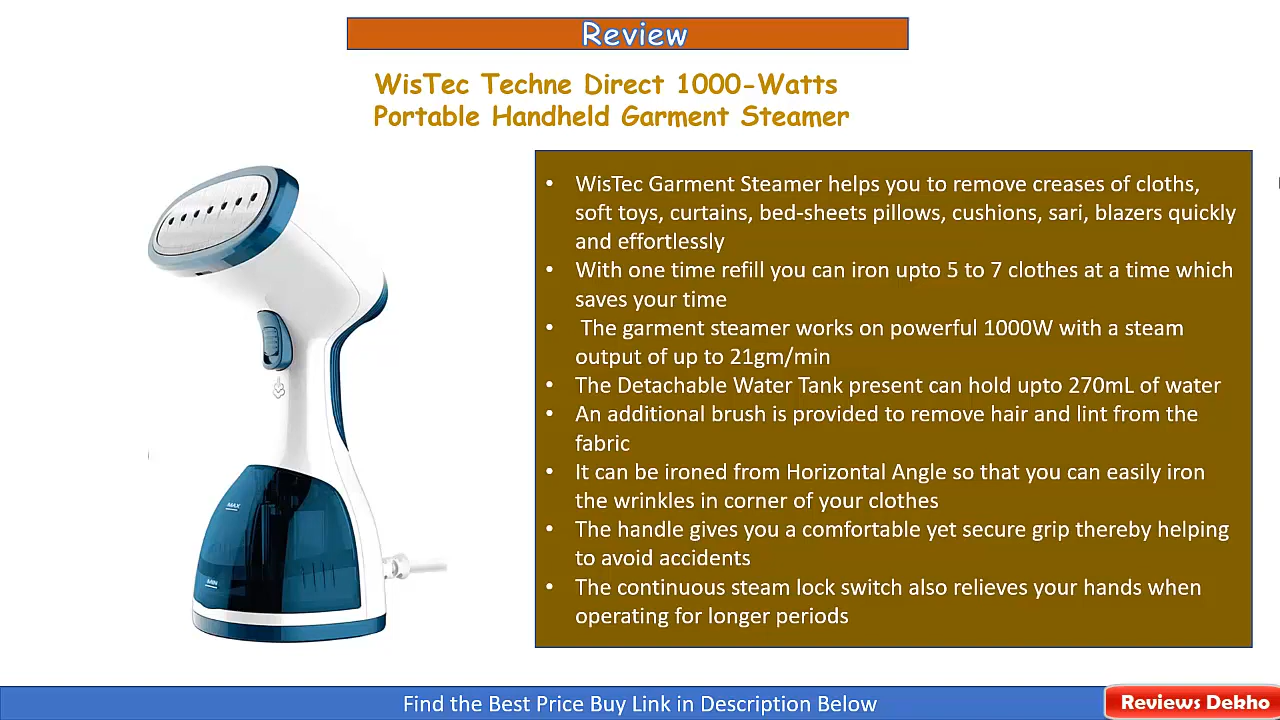 Review
WisTec Techne Direct 1000-Watts
Portable Handheld Garment Steamer
• WisTec Garment Steamer helps you to remove creases of cloths,
soft toys, curtains, bed-sheets pillows, cushions, sari, blazers quickly
and effortlessly
• With one time refill you can iron upto 5 to 7 clothes at a time which
saves your time
• The garment steamer works on powerful 1000W with a steam
output of up to 21gm/min
• The Detachable Water Tank present can hold upto 270mL of water
• An additional brush is provided to remove hair and lint from the
fabric
• It can be ironed from Horizontal Angle so that you can easily iron
the wrinkles in corner of your clothes
• The handle gives you a comfortable yet secure grip thereby helping
to avoid accidents
• The continuous steam lock switch also relieves your hands when
operating for longer periods
MAX
MIN
Find the Best Price Buy Link in Description Below
Reviews Dekho